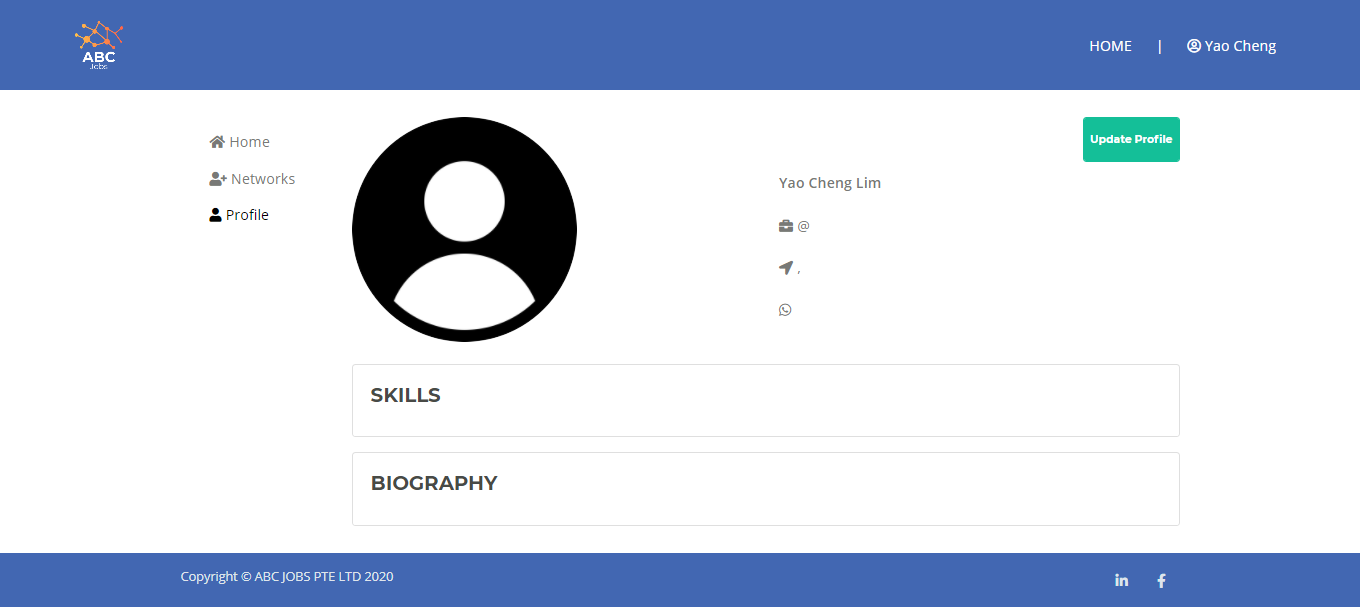 ABC
Jobs
HOME | Yao Cheng
Home
Networks
Profile
Update Profile
Yao Cheng Lim
@
,
SKILLS
BIOGRAPHY
Copyright © ABC JOBS PTE LTD 2020